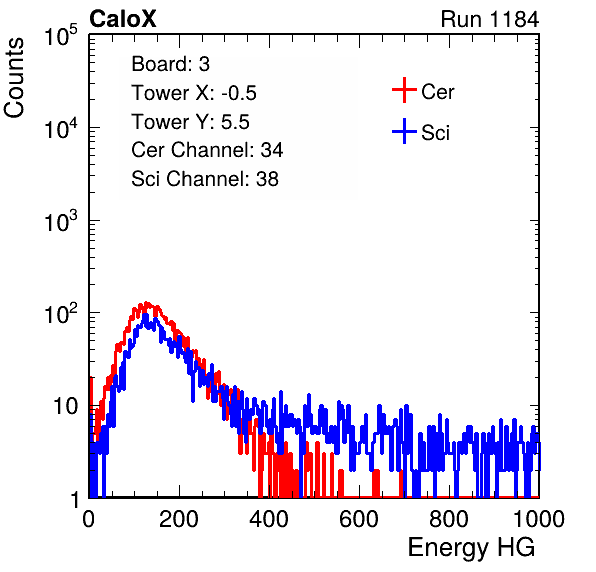 CaloX Run 1184
Counts
10^5
10^4
10^3
10^2
10
1
Board: 3
Tower X: -0.5
Tower Y: 5.5
Cer Channel: 34
Sci Channel: 38
Cer
Sci
0 200 400 600 800 1000
Energy HG